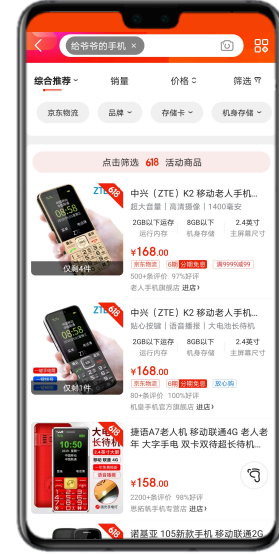 给爷爷的手机 ×
综合推荐
销量
价格
筛选
京东物流
品牌
存储卡
机身存储
点击筛选 618 活动商品
中兴（ZTE）K2 移动老人手机...
超大音量｜高清摄像｜1400毫安
2GB以下运存 8GB以下 2.4英寸
运行内存 机身存储 主屏幕尺寸
¥168.00
京东物流 6期 分期免息 满9999减99
500+条评价 97%好评
老人手机旗舰店 进店>
仅剩4件
中兴（ZTE）K2 移动老人手机...
贴心按键｜语音播报｜大电池长待机
2GB以下运存 8GB以下 2.4英寸
运行内存 机身存储 主屏幕尺寸
¥168.00
京东物流 6期 分期免息 放心购
80+条评价 100%好评
机皇手机官方旗舰店 进店>
仅剩1件
捷语A7老人机 移动联通4G 老人老
年 大字手电 双卡双待超长待机...
¥158.00
2200+条评价 98%好评
思拓帆手机专营店 进店>
诺基亚 105新款手机 移动联通2G